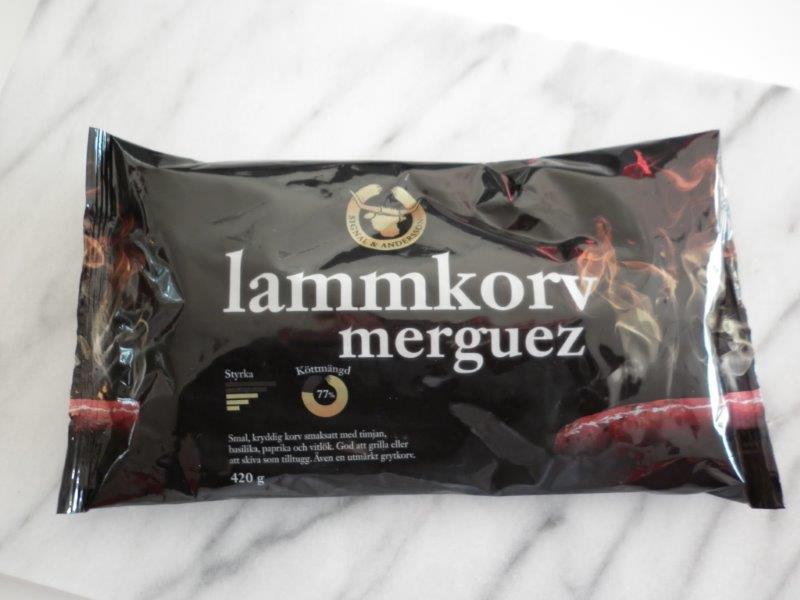 SIGNAL & ANDERSSON
lammkorv
merguez
Styrka
Köttmängd
77%
Smal, kryddig korv smaksatt med timjan,
basilika, paprika och vitlök. God att grilla eller
att skiva som tilltugg. Även en utmärkt grytkorv.
420 g